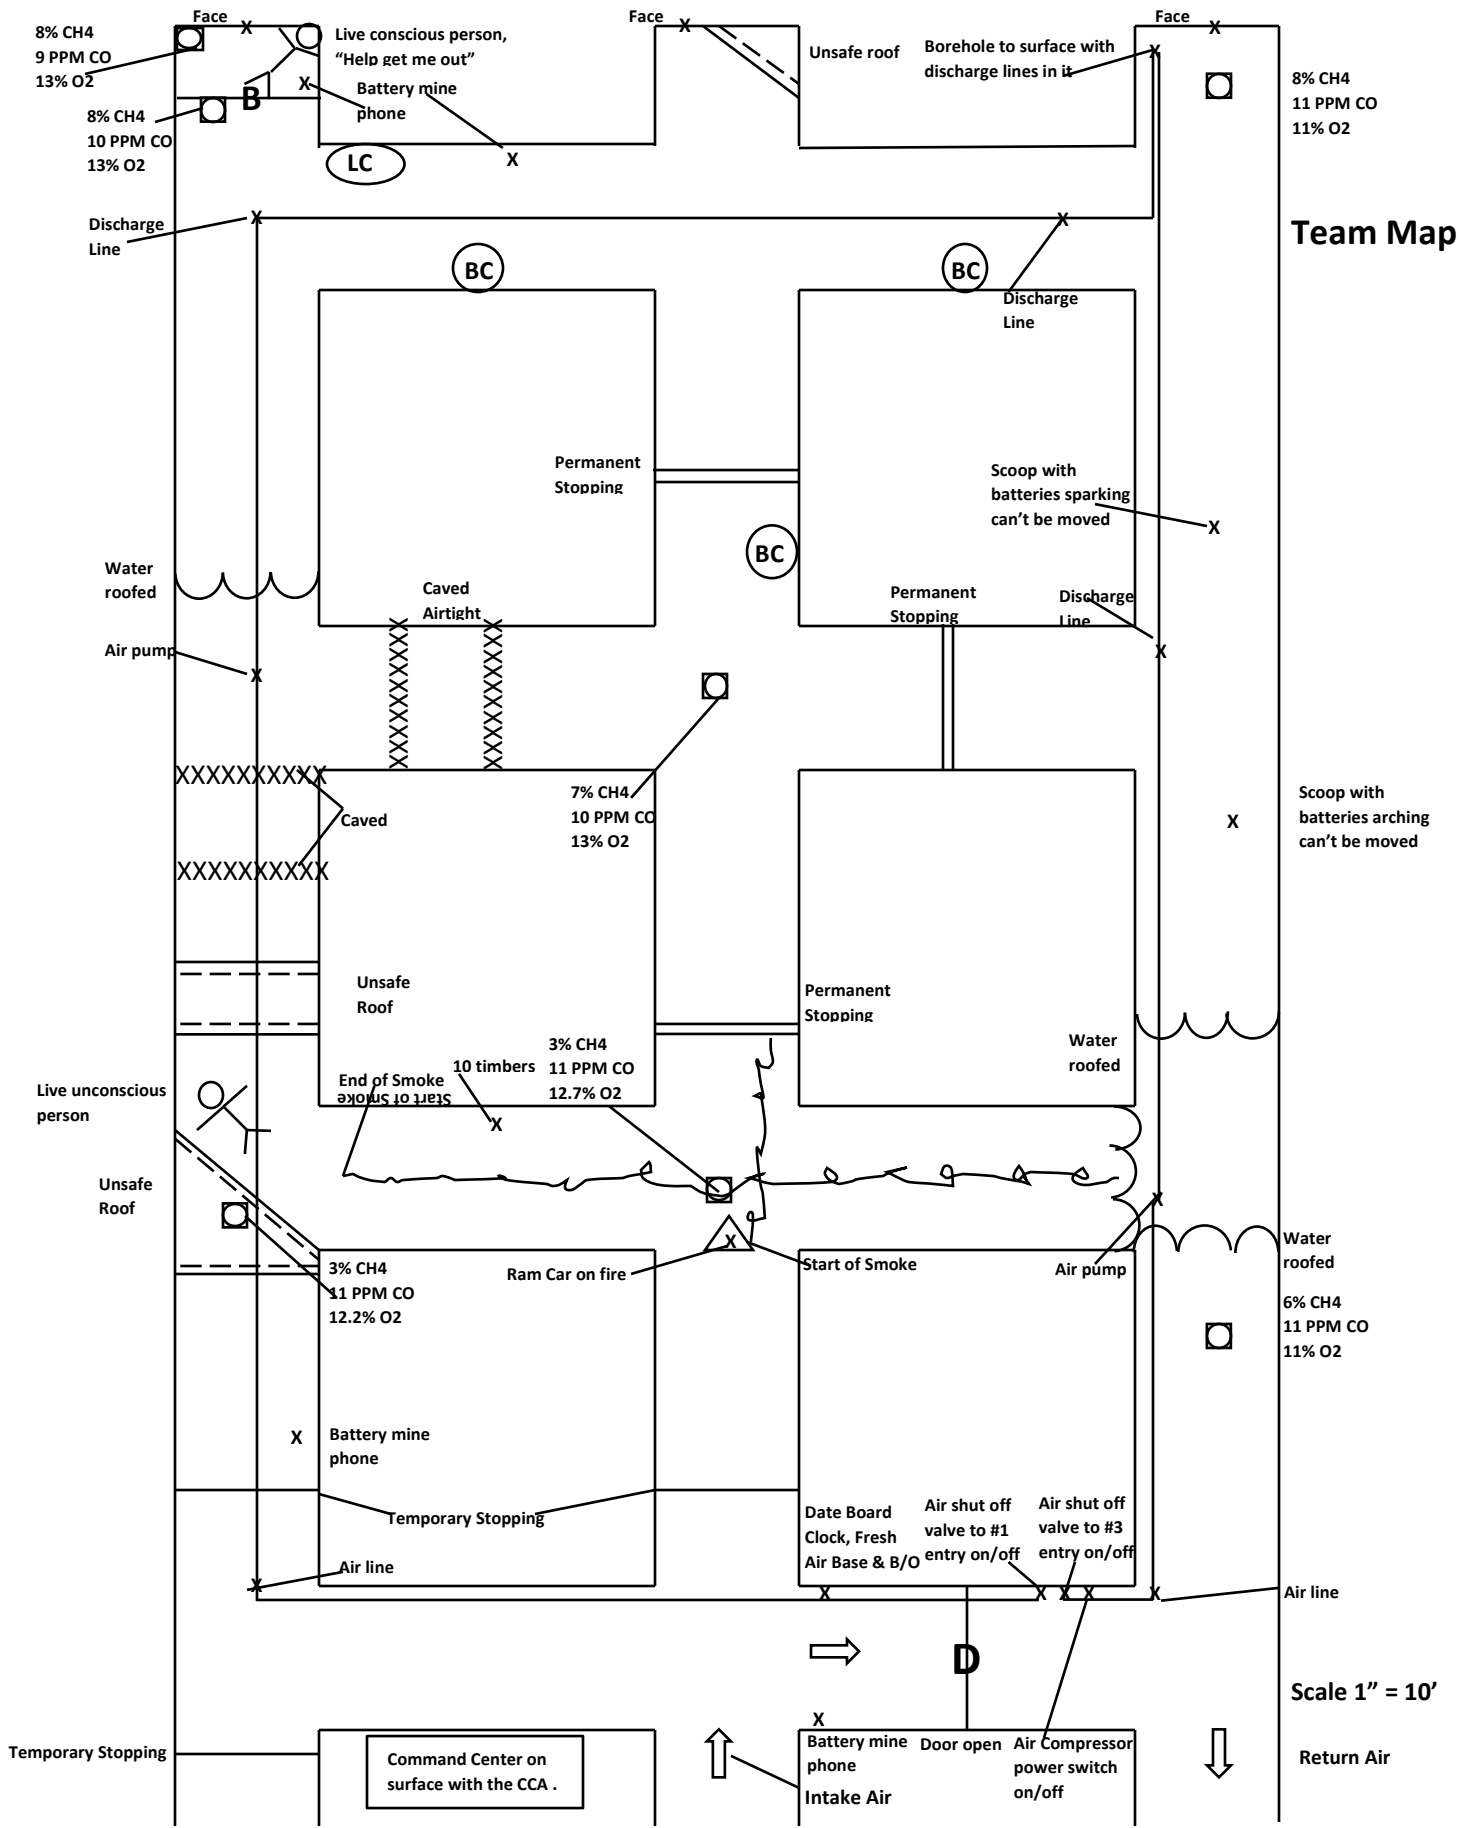 Face
Face
Face
8% CH4
9 PPM CO
13% O2
X
Live conscious person,
“Help get me out”
X
Unsafe roof
Borehole to surface with
discharge lines in it
X
X
8% CH4
11 PPM CO
11% O2
B
X
Battery mine
phone
8% CH4
10 PPM CO
13% O2
LC
X
Discharge
Line
X
X
Team Map
BC
BC
Discharge
Line
Permanent
Stopping
Scoop with
batteries sparking
can’t be moved
X
BC
Water
roofed
Caved
Airtight
Permanent
Stopping
Discharge
Line
X
Air pump
X
XXXXXXXXXX
7% CH4
10 PPM CO
13% O2
Caved
X
Scoop with
batteries arching
can’t be moved
XXXXXXXXXX
Unsafe
Roof
Permanent
Stopping
Water
roofed
3% CH4
11 PPM CO
12.7% O2
10 timbers
End of Smoke
Start of Smoke
X
Live unconscious
person
Unsafe
Roof
X
X
Start of Smoke
Ram Car on fire
Air pump
Water
roofed
3% CH4
11 PPM CO
12.2% O2
6% CH4
11 PPM CO
11% O2
X
Battery mine
phone
Temporary Stopping
Date Board
Clock, Fresh
Air Base & B/O
Air shut off
valve to #1
entry on/off
Air shut off
valve to #3
entry on/off
Air line
X
X
X
X
X
X
Air line
D
Scale 1” = 10’
X
Temporary Stopping
Command Center on
surface with the CCA .
Battery mine
phone
Door open
Air Compressor
power switch
on/off
Intake Air
Return Air